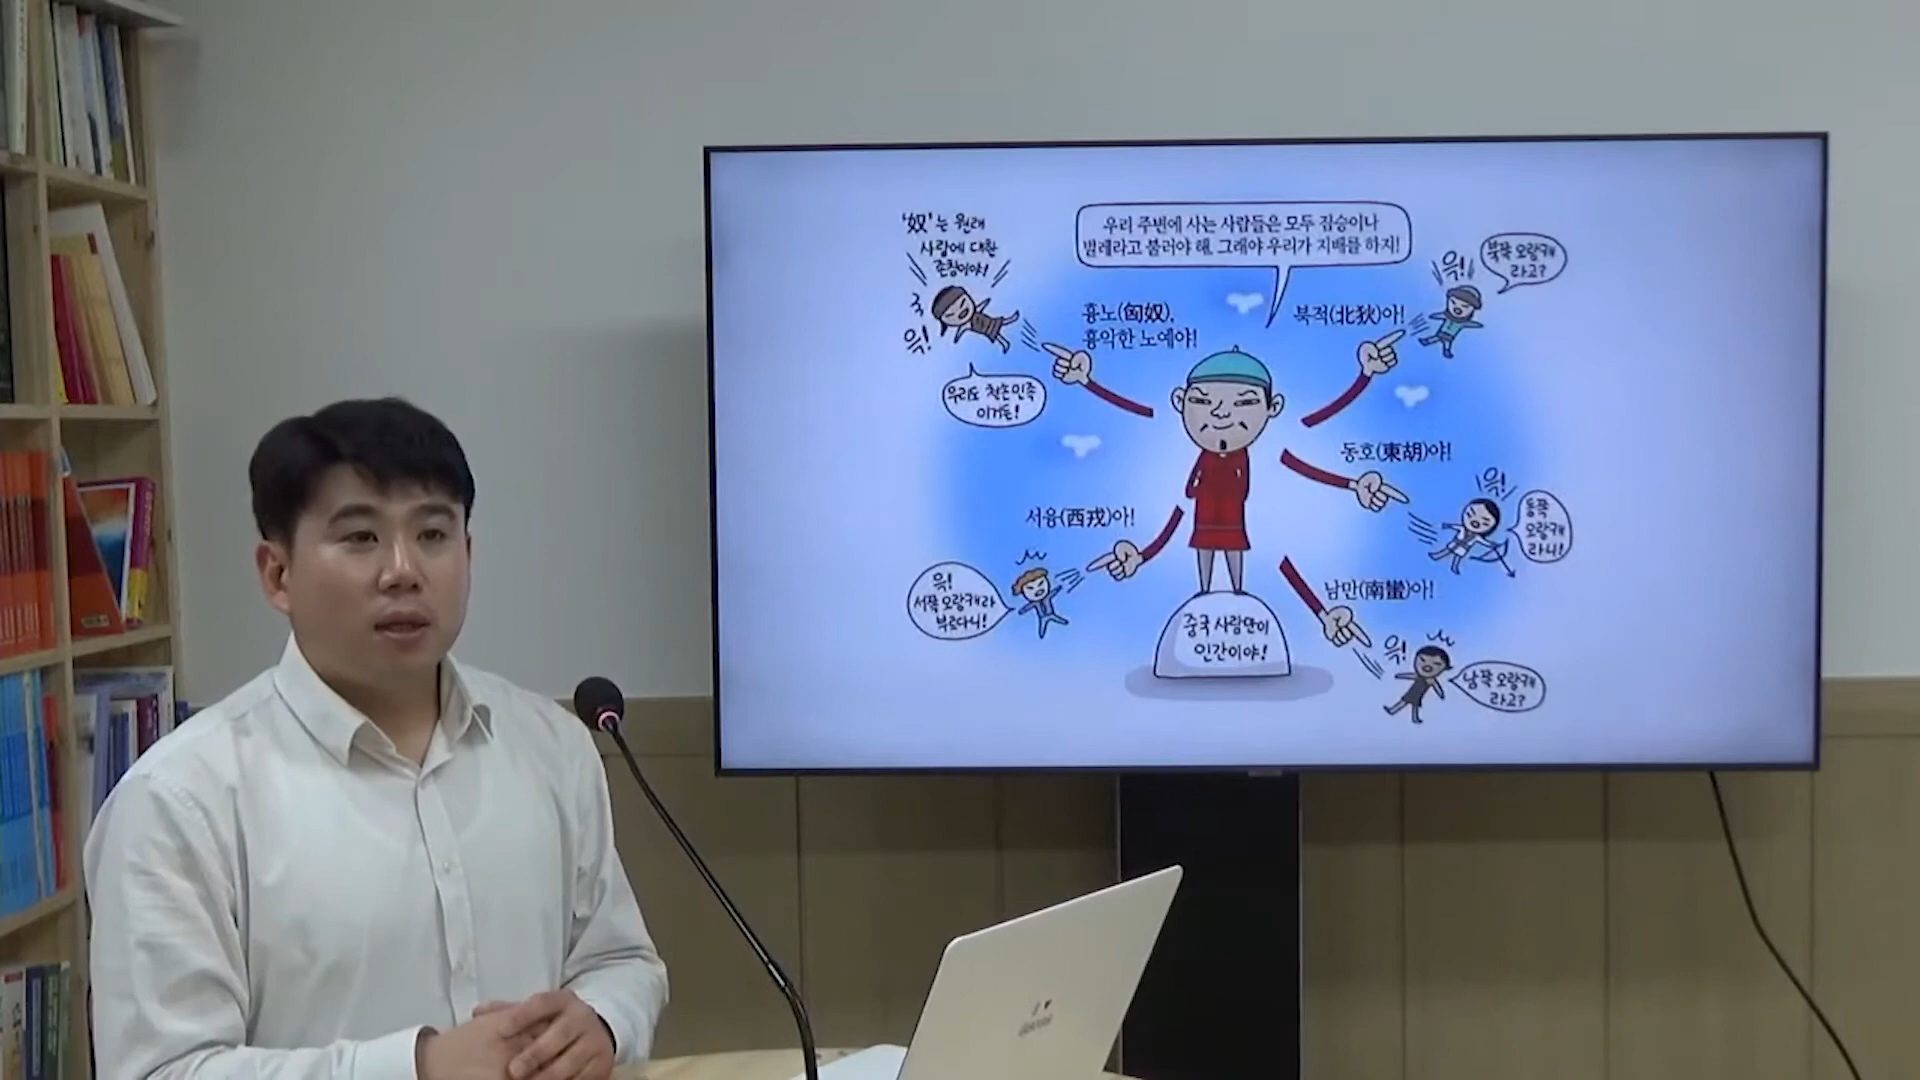 우리 주변에 사는 사람들은 모두 짐승이나
벌레라고 불러야 해. 그래야 우리가 지배를 하지!
'奴'는 원래
사람에 대한
존칭이야!
윽!
흉노(匈奴),
흉악한 노예야!
우리도 천손민족
이거든!
북적(北狄)아!
윽!
북쪽 오랑캐
라고?
동호(東胡)야!
윽!
동쪽
오랑캐
라니!
서융(西戎)아!
윽!
서쪽 오랑캐라
부르다니!
남만(南蠻)아!
윽!
남쪽 오랑캐
라고?
중국 사람만이
인간이야!